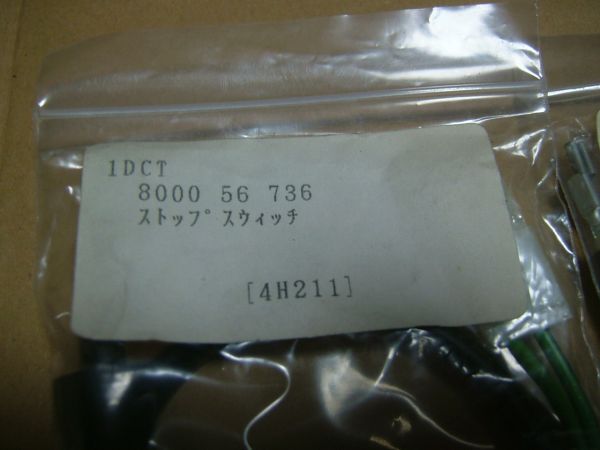 1DCT
8000 56 736
ｽﾄｯﾌﾟ ｽｳｨｯﾁ
[4H211]